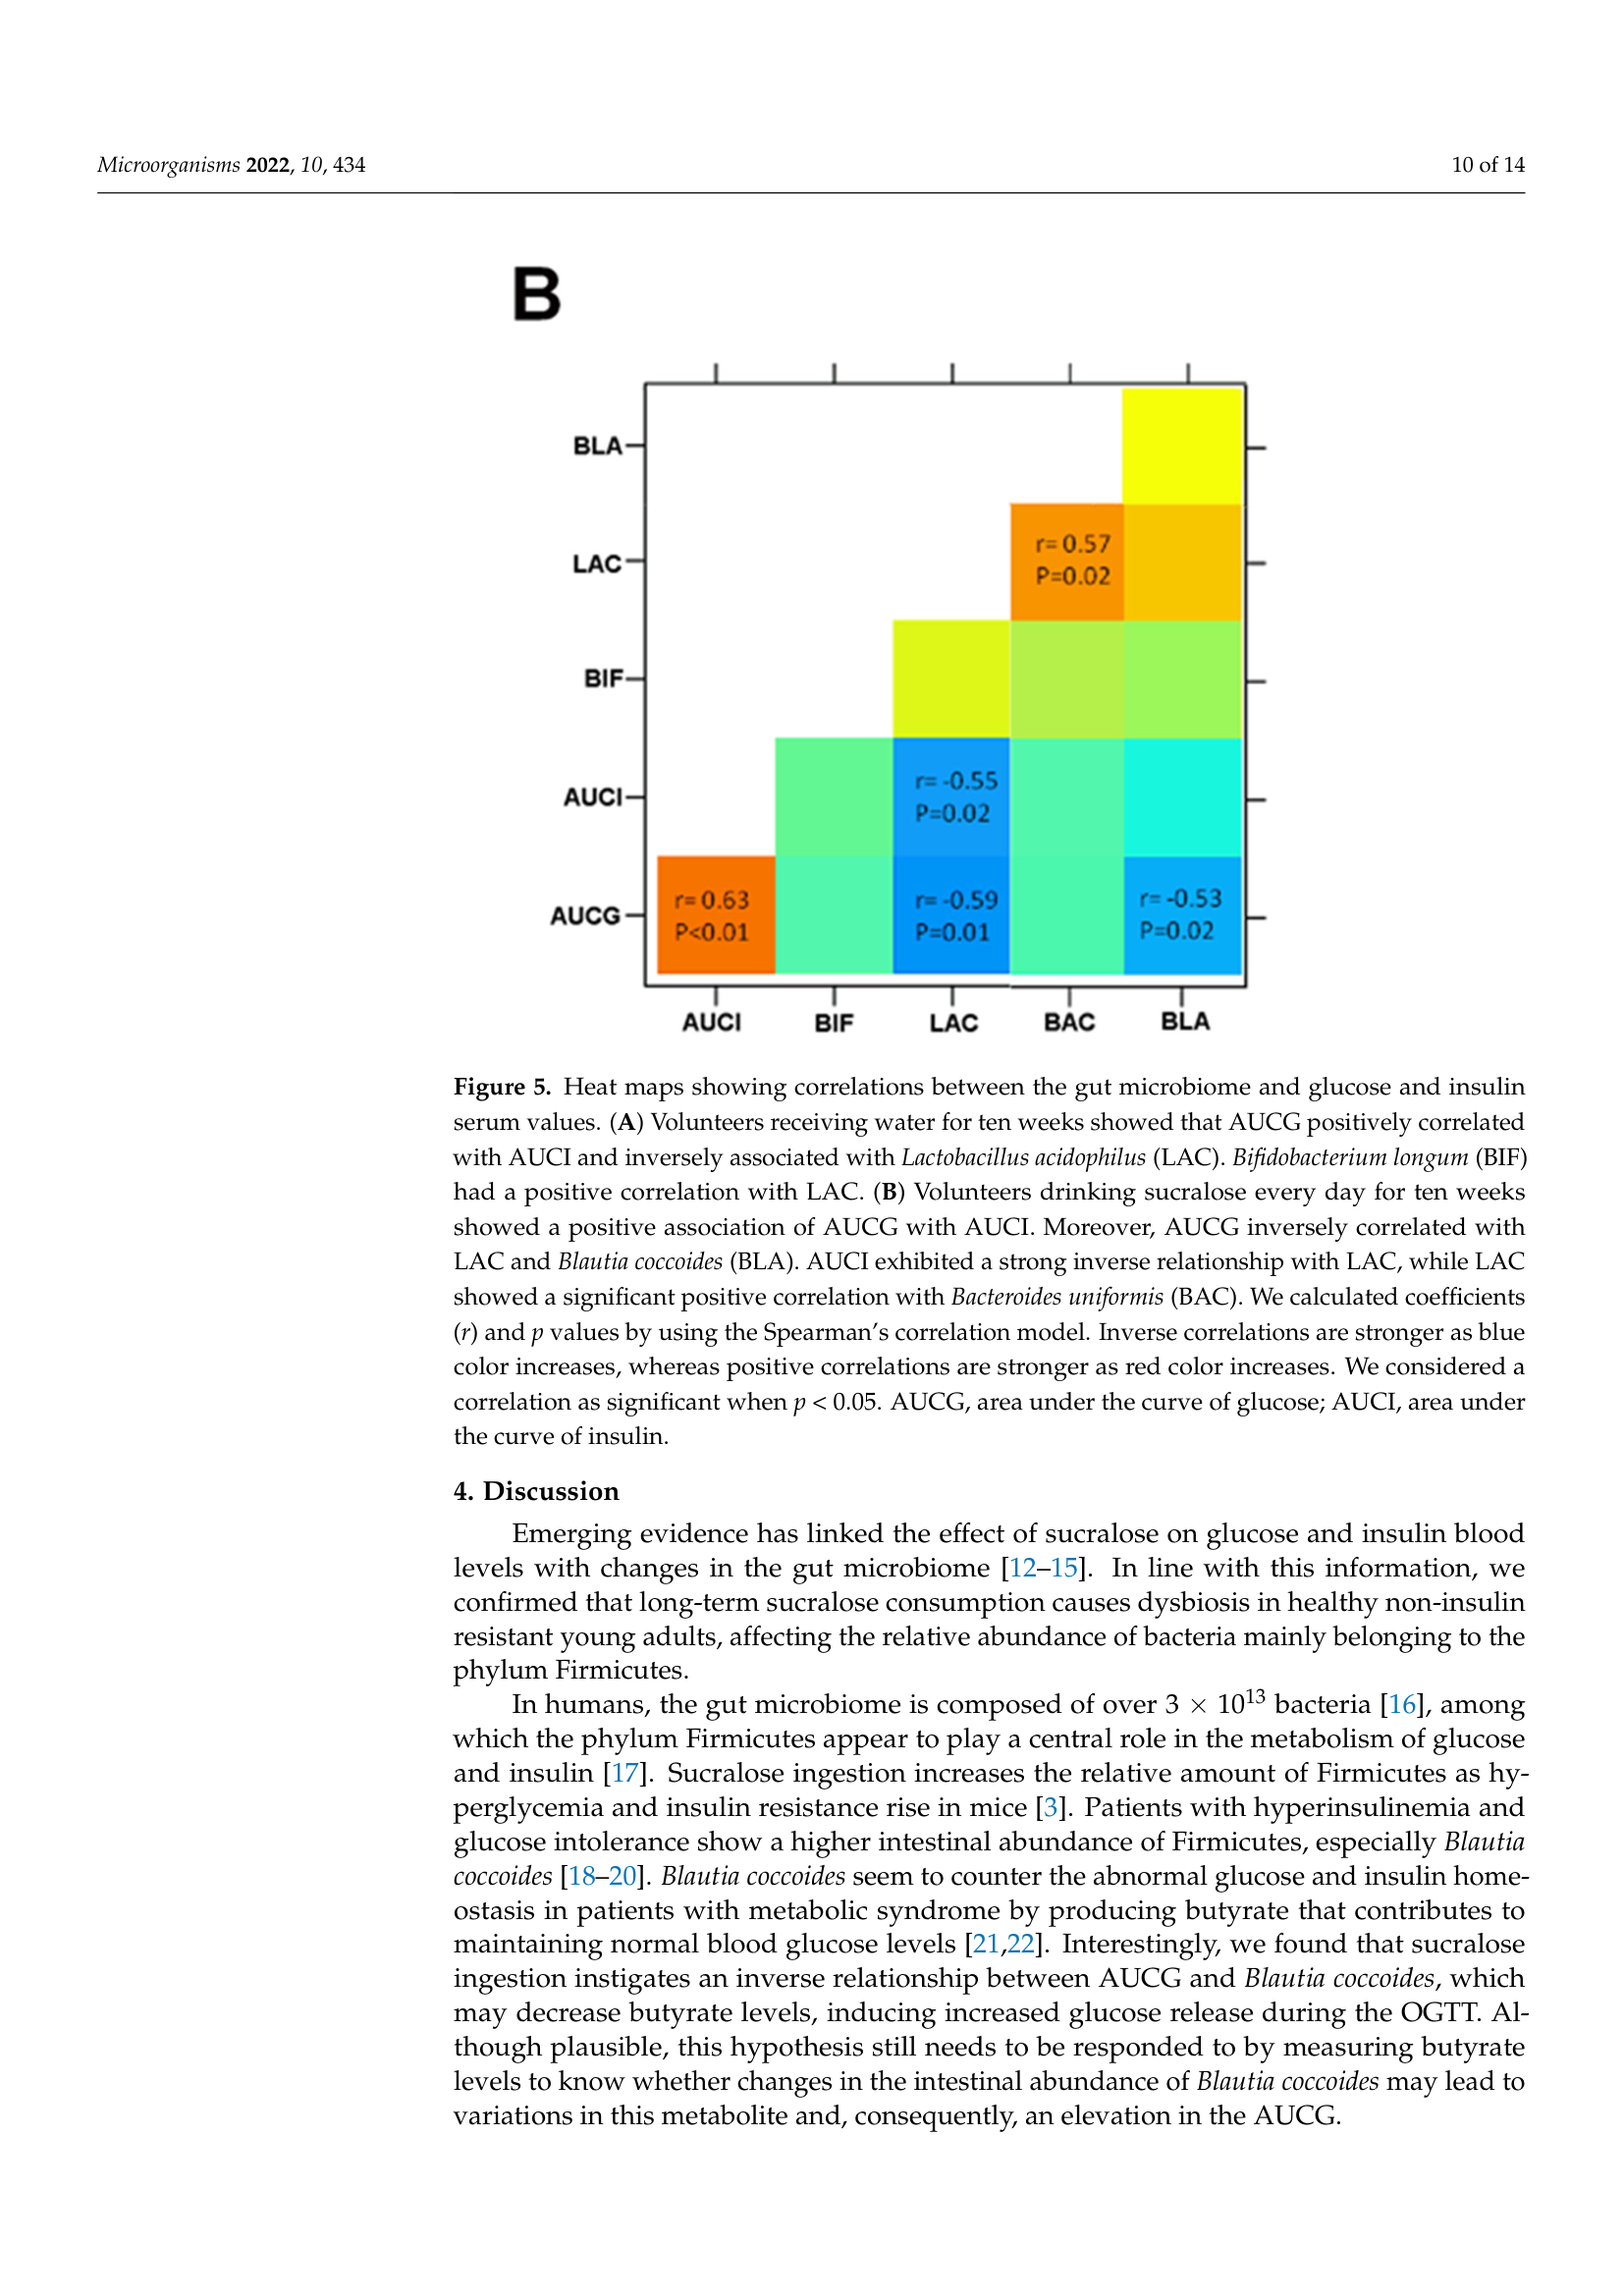 Microorganisms 2022, 10, 434
10 of 14
B
BLA
LAC
r= 0.57
P=0.02
BIF
AUCI
r= -0.55
P=0.02
AUCG
r= 0.63
P<0.01
r= -0.59
P=0.01
r= -0.53
P=0.02
AUCI BIF LAC BAC BLA
Figure 5. Heat maps showing correlations between the gut microbiome and glucose and insulin
serum values. (A) Volunteers receiving water for ten weeks showed that AUCG positively correlated
with AUCI and inversely associated with Lactobacillus acidophilus (LAC). Bifidobacterium longum (BIF)
had a positive correlation with LAC. (B) Volunteers drinking sucralose every day for ten weeks
showed a positive association of AUCG with AUCI. Moreover, AUCG inversely correlated with
LAC and Blautia coccoides (BLA). AUCI exhibited a strong inverse relationship with LAC, while LAC
showed a significant positive correlation with Bacteroides uniformis (BAC). We calculated coefficients
(r) and p values by using the Spearman's correlation model. Inverse correlations are stronger as blue
color increases, whereas positive correlations are stronger as red color increases. We considered a
correlation as significant when p < 0.05. AUCG, area under the curve of glucose; AUCI, area under
the curve of insulin.
4. Discussion
Emerging evidence has linked the effect of sucralose on glucose and insulin blood
levels with changes in the gut microbiome [12–15]. In line with this information, we
confirmed that long-term sucralose consumption causes dysbiosis in healthy non-insulin
resistant young adults, affecting the relative abundance of bacteria mainly belonging to the
phylum Firmicutes.
In humans, the gut microbiome is composed of over 3 × 10¹³ bacteria [16], among
which the phylum Firmicutes appear to play a central role in the metabolism of glucose
and insulin [17]. Sucralose ingestion increases the relative amount of Firmicutes as hy-
perglycemia and insulin resistance rise in mice [3]. Patients with hyperinsulinemia and
glucose intolerance show a higher intestinal abundance of Firmicutes, especially Blautia
coccoides [18–20]. Blautia coccoides seem to counter the abnormal glucose and insulin home-
ostasis in patients with metabolic syndrome by producing butyrate that contributes to
maintaining normal blood glucose levels [21,22]. Interestingly, we found that sucralose
ingestion instigates an inverse relationship between AUCG and Blautia coccoides, which
may decrease butyrate levels, inducing increased glucose release during the OGTT. Al-
though plausible, this hypothesis still needs to be responded to by measuring butyrate
levels to know whether changes in the intestinal abundance of Blautia coccoides may lead to
variations in this metabolite and, consequently, an elevation in the AUCG.